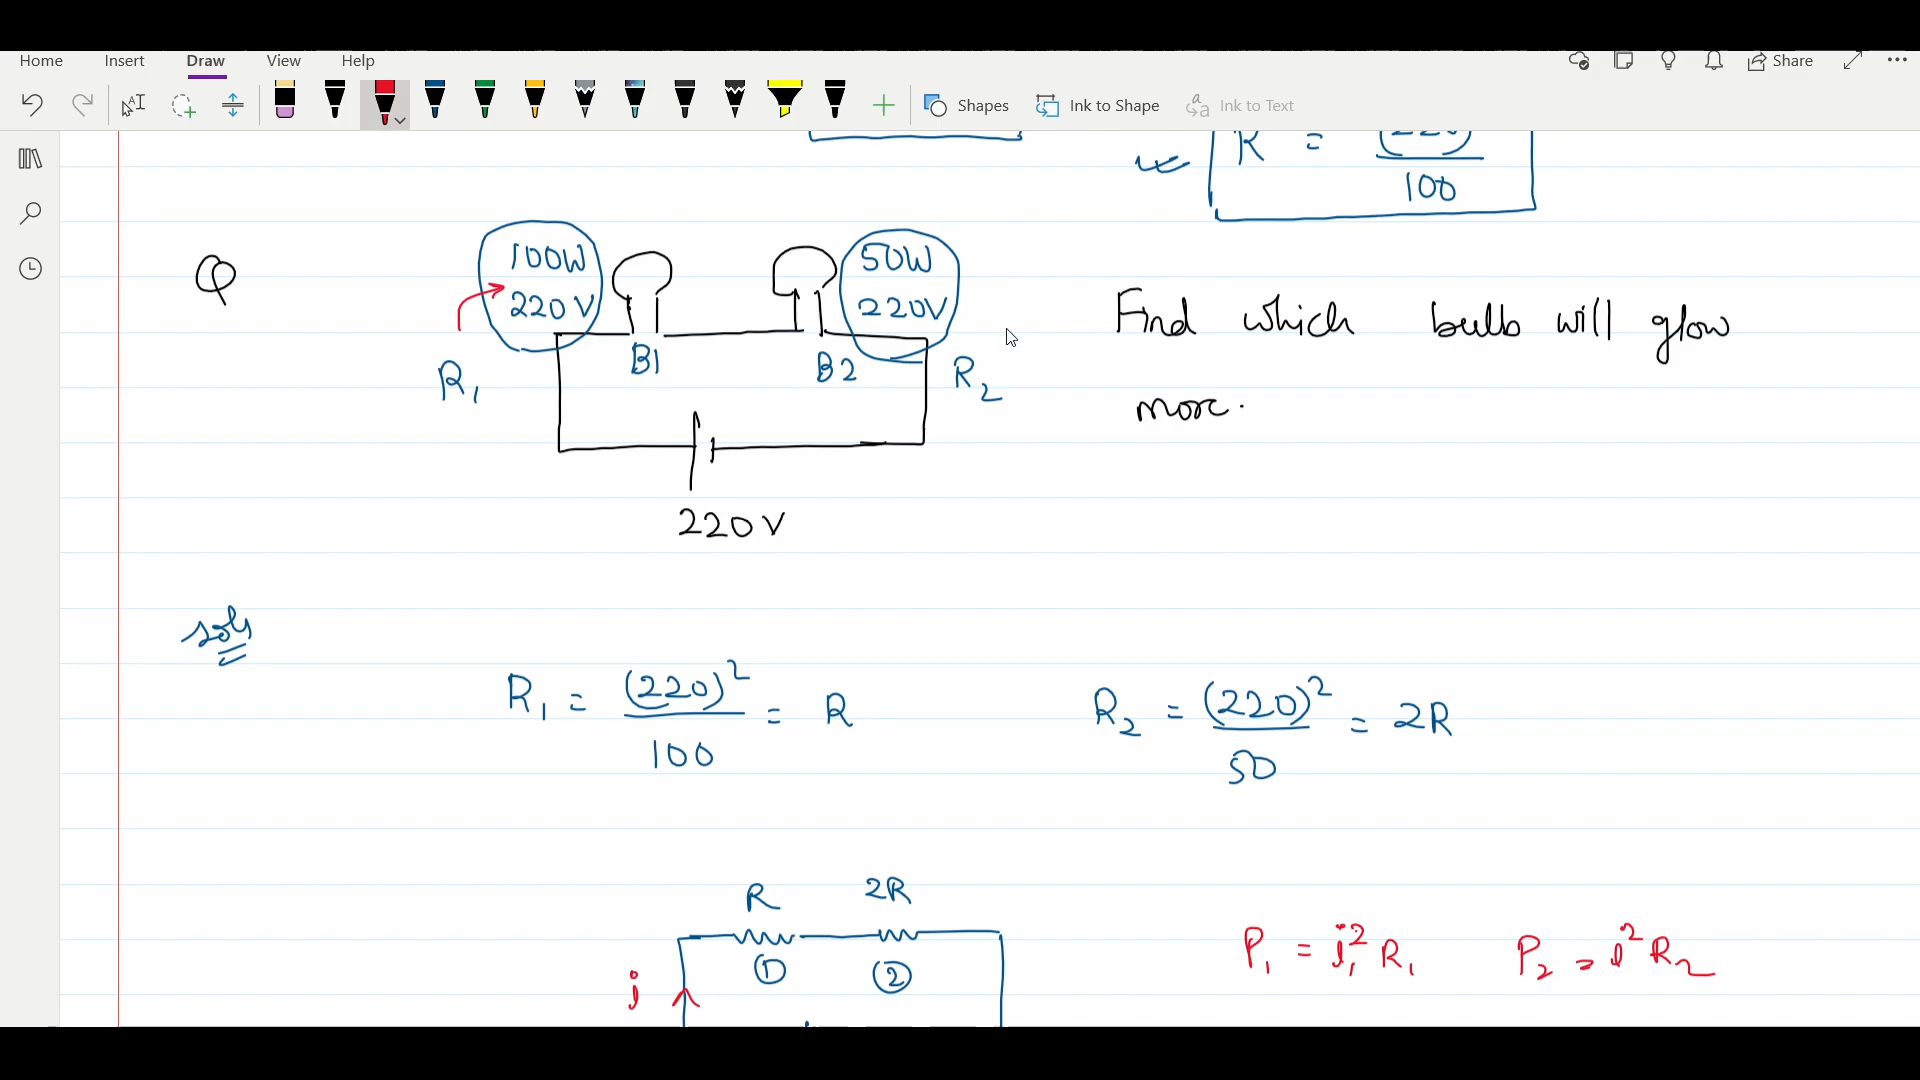 Home Insert Draw View Help Share
Shapes Ink to Shape Ink to Text
R = (220)
100
Q
100W
220V
50W
220V
B1
B2
R1
R2
Find which bulb will glow
more.
220V
soln
R1 = (220)² = R
100
R2 = (220)² = 2R
50
R 2R
① ②
i
P1 = i1² R1 P2 = i² R2